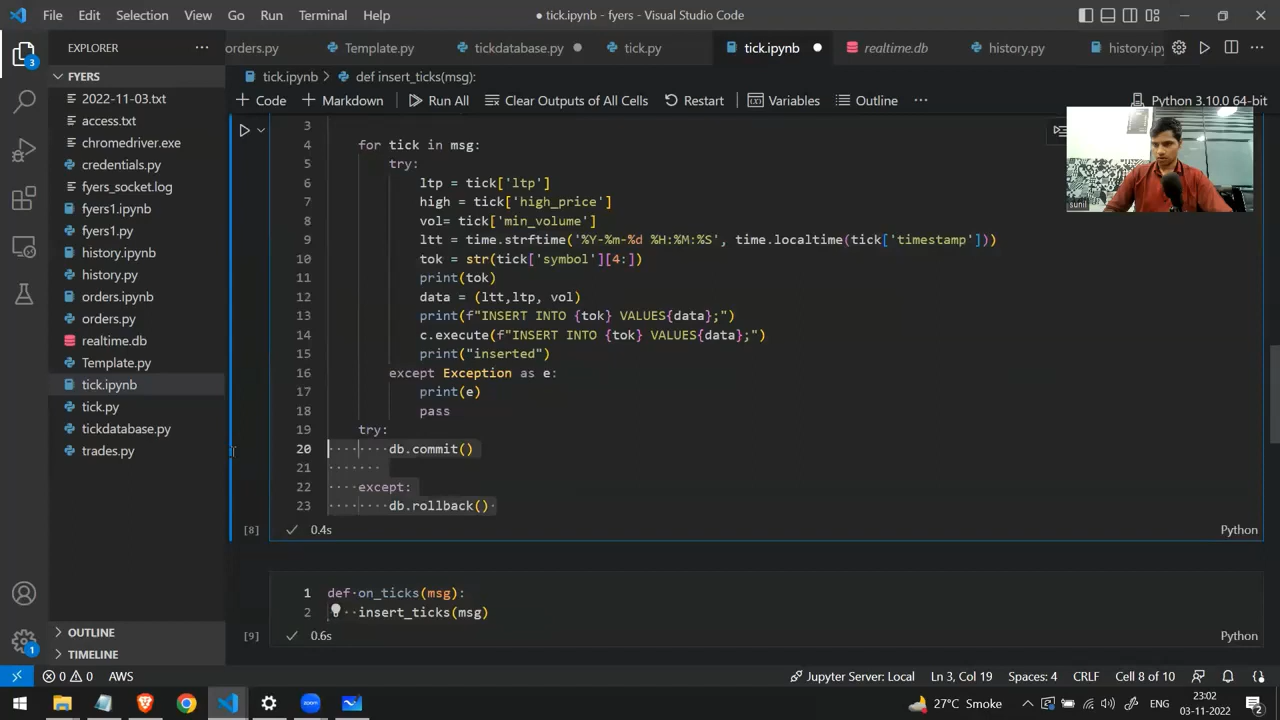 File Edit Selection View Go Run Terminal Help
● tick.ipynb - fyers - Visual Studio Code
EXPLORER
orders.py
Template.py
tickdatabase.py
tick.py
tick.ipynb
realtime.db
history.py
history.ipy
FYERS
2022-11-03.txt
access.txt
chromedriver.exe
credentials.py
fyers_socket.log
fyers1.ipynb
fyers1.py
history.ipynb
history.py
orders.ipynb
orders.py
realtime.db
Template.py
tick.ipynb
tick.py
tickdatabase.py
trades.py
OUTLINE
TIMELINE
3
1
tick.ipynb > def insert_ticks(msg):
+ Code + Markdown Run All Clear Outputs of All Cells Restart Variables Outline ···
Python 3.10.0 64-bit
sunil
3
4 for tick in msg:
5 try:
6 ltp = tick['ltp']
7 high = tick['high_price']
8 vol= tick['min_volume']
9 ltt = time.strftime('%Y-%m-%d %H:%M:%S', time.localtime(tick['timestamp']))
10 tok = str(tick['symbol'][4:])
11 print(tok)
12 data = (ltt,ltp, vol)
13 print(f"INSERT INTO {tok} VALUES{data};")
14 c.execute(f"INSERT INTO {tok} VALUES{data};")
15 print("inserted")
16 except Exception as e:
17 print(e)
18 pass
19 try:
20 db.commit()
21
22 except:
23 db.rollback()
[8] 0.4s Python
1 def on_ticks(msg):
2 insert_ticks(msg)
[9] 0.6s Python
0 0 AWS
Jupyter Server: Local Ln 3, Col 19 Spaces: 4 CRLF Cell 8 of 10
27°C Smoke
ENG
23:02
03-11-2022
2